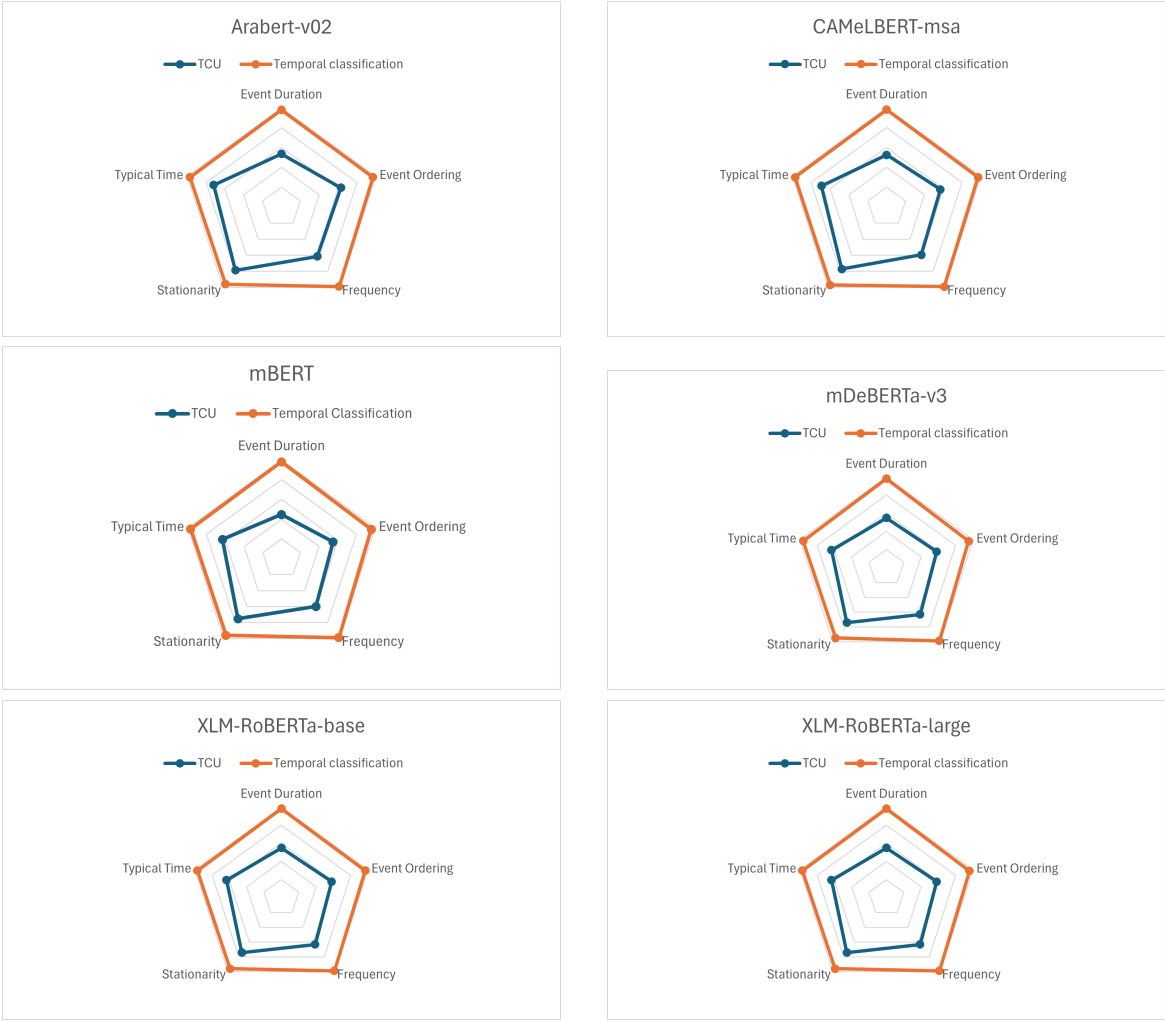 Arabert-v02
TCU
Temporal classification
Event Duration
Typical Time
Event Ordering
Stationarity
Frequency
CAMeLBERT-msa
TCU
Temporal classification
Event Duration
Typical Time
Event Ordering
Stationarity
Frequency
mBERT
TCU
Temporal Classification
Event Duration
Typical Time
Event Ordering
Stationarity
Frequency
mDeBERTa-v3
TCU
Temporal classification
Event Duration
Typical Time
Event Ordering
Stationarity
Frequency
XLM-RoBERTa-base
TCU
Temporal classification
Event Duration
Typical Time
Event Ordering
Stationarity
Frequency
XLM-RoBERTa-large
TCU
Temporal classification
Event Duration
Typical Time
Event Ordering
Stationarity
Frequency